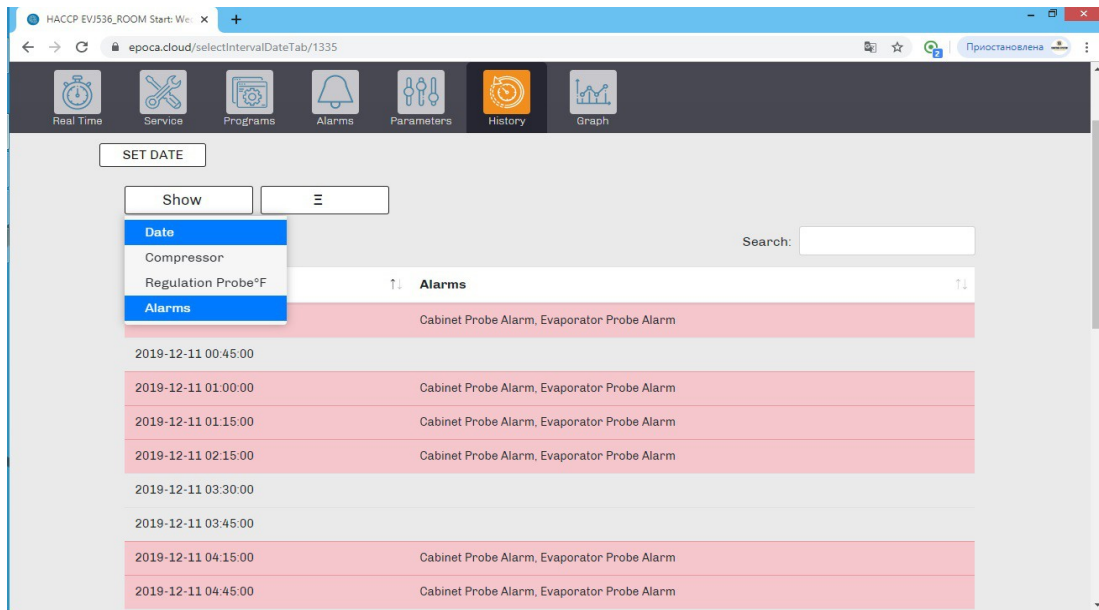 HACCP EVJ536_ROOM Start: We
epoca.cloud/selectIntervalDateTab/1335
2
Приостановлена
Real Time
Service
Programs
Alarms
Parameters
History
Graph
SET DATE
Show
Ξ
Date
Compressor
Regulation Probe°F
Alarms
Search:
Alarms
Cabinet Probe Alarm, Evaporator Probe Alarm
2019-12-11 00:45:00
2019-12-11 01:00:00 Cabinet Probe Alarm, Evaporator Probe Alarm
2019-12-11 01:15:00 Cabinet Probe Alarm, Evaporator Probe Alarm
2019-12-11 02:15:00 Cabinet Probe Alarm, Evaporator Probe Alarm
2019-12-11 03:30:00
2019-12-11 03:45:00
2019-12-11 04:15:00 Cabinet Probe Alarm, Evaporator Probe Alarm
2019-12-11 04:45:00 Cabinet Probe Alarm, Evaporator Probe Alarm